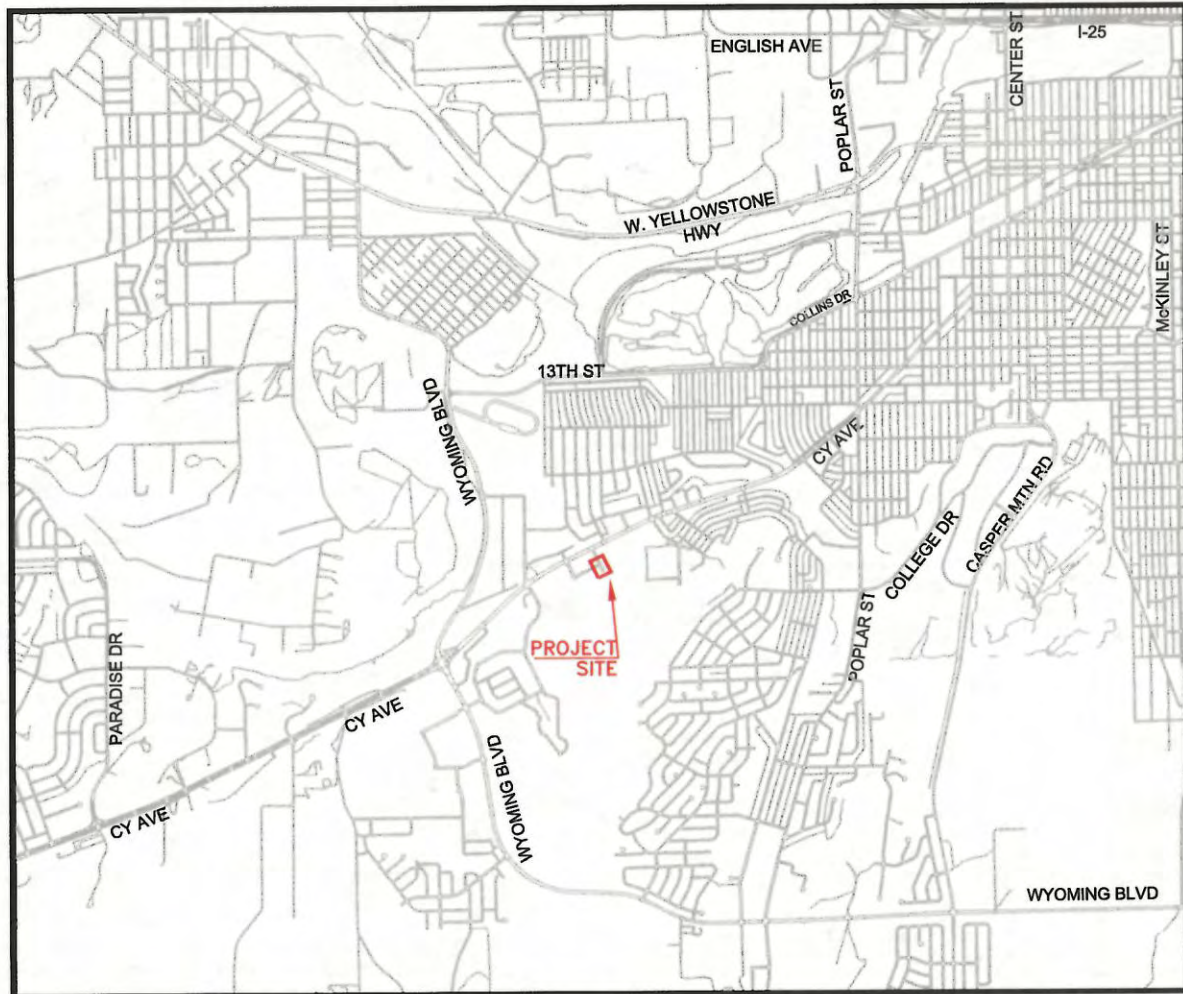 I-25
ENGLISH AVE
CENTER ST
POPLAR ST
W. YELLOWSTONE
HWY
McKINLEY ST
COLLINS DR
13TH ST
WYOMING BLVD
CY AVE
COLLEGE DR
CASPER MTN RD
PROJECT
SITE
POPLAR ST
PARADISE DR
CY AVE
WYOMING BLVD
CY AVE
WYOMING BLVD